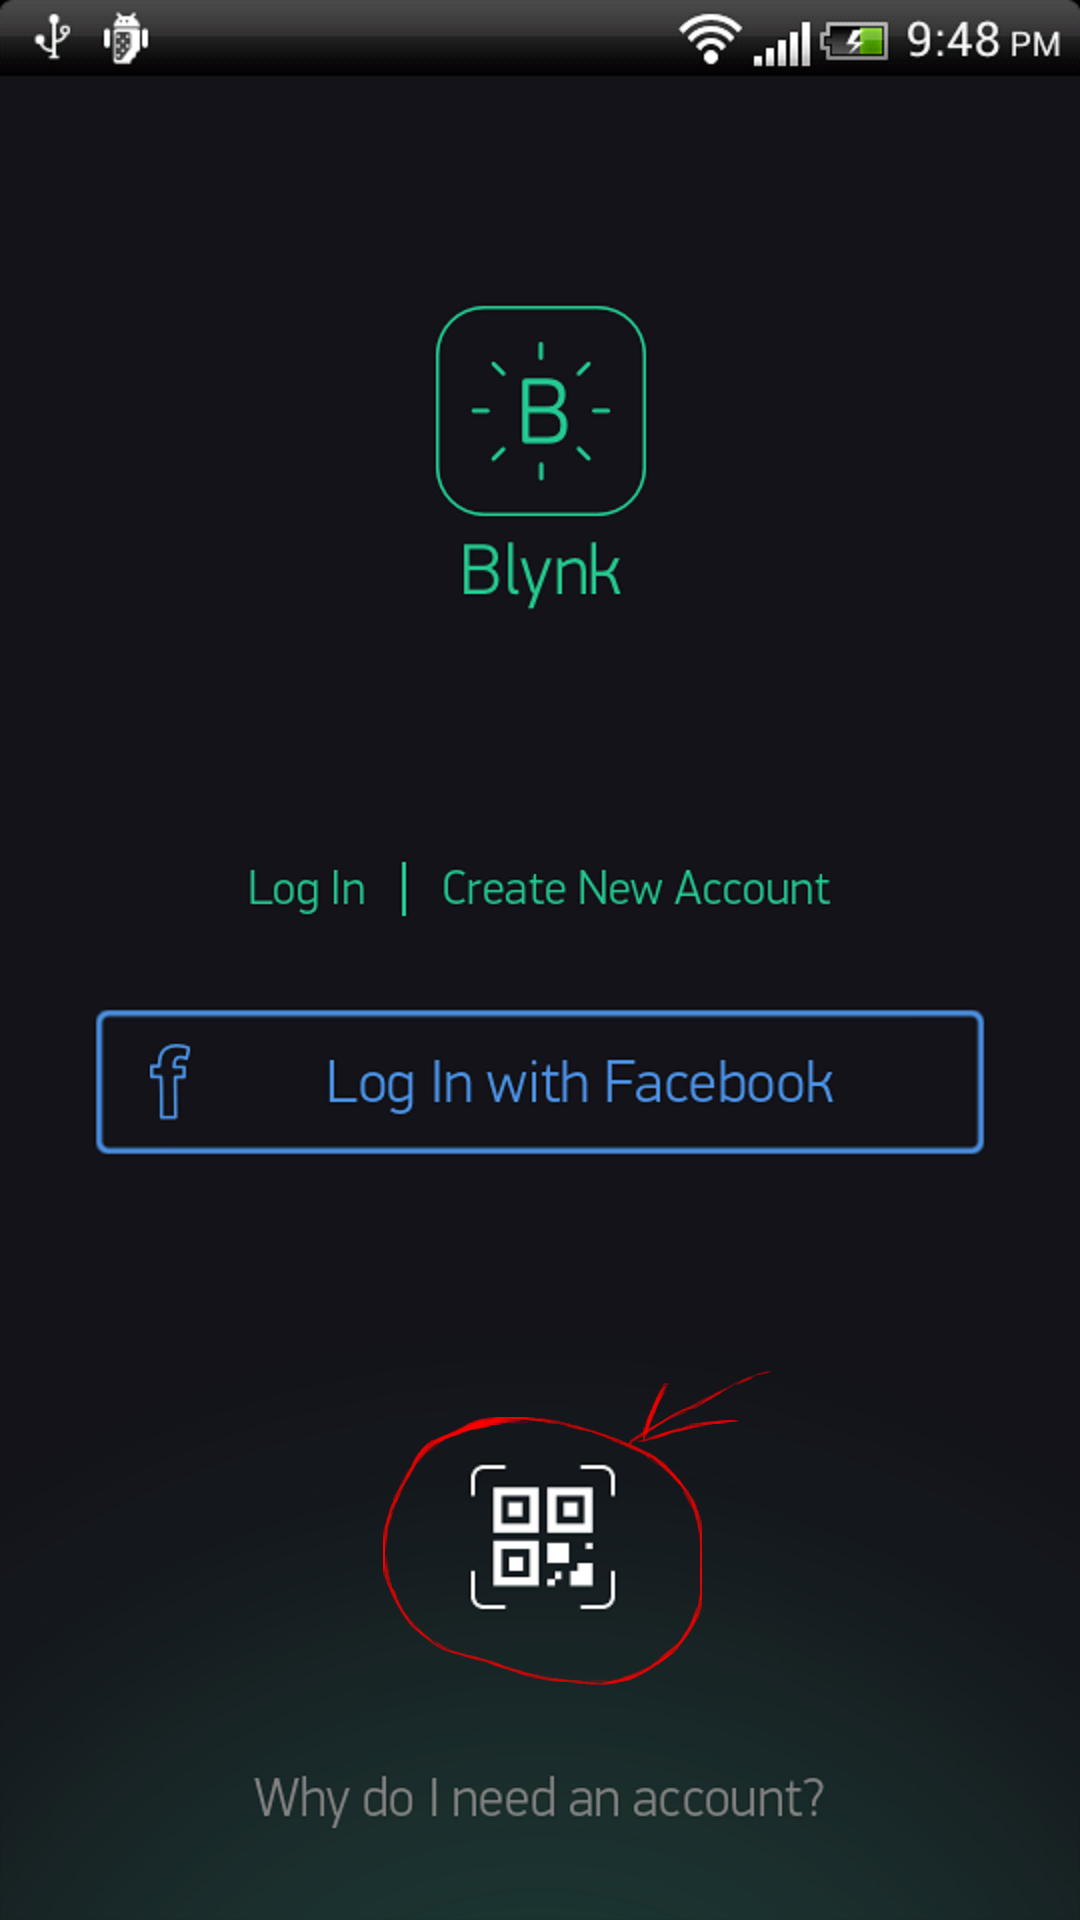 9:48 PM
B
Blynk
Log In | Create New Account
f Log In with Facebook
Why do I need an account?